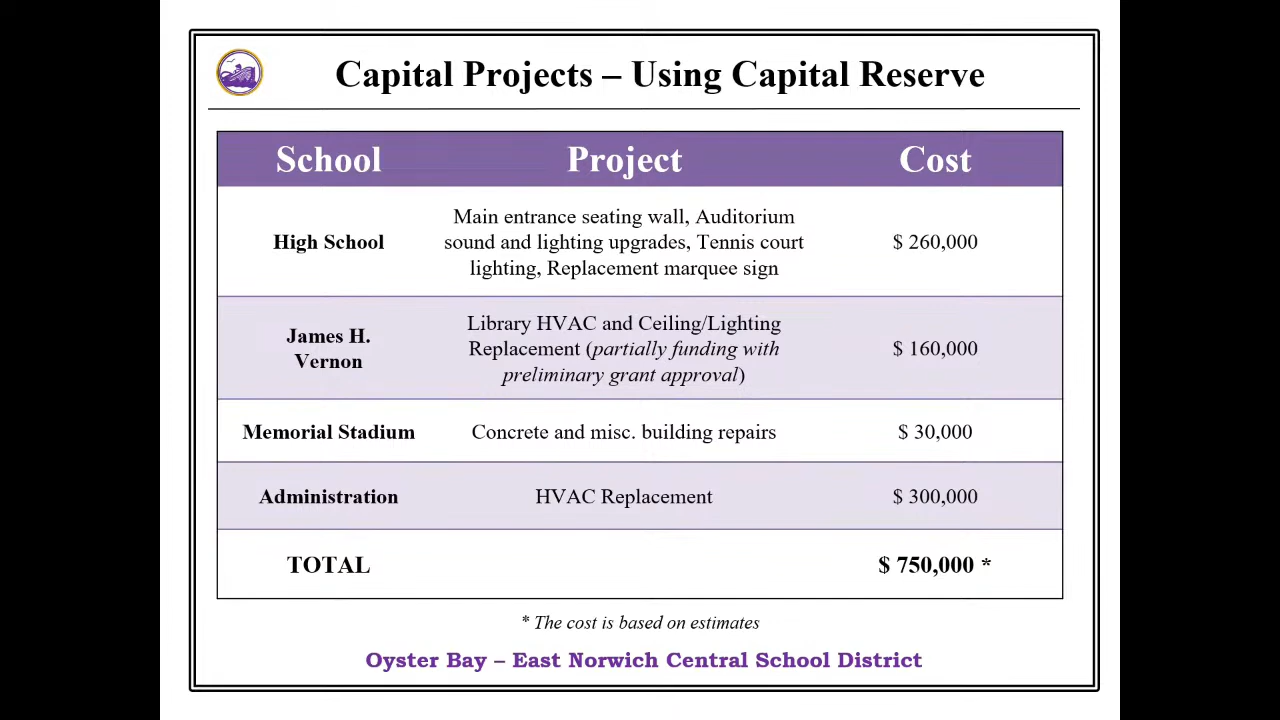 Capital Projects – Using Capital Reserve
School Project Cost
High School
Main entrance seating wall, Auditorium
sound and lighting upgrades, Tennis court
lighting, Replacement marquee sign
$ 260,000
James H.
Vernon
Library HVAC and Ceiling/Lighting
Replacement (partially funding with
preliminary grant approval)
$ 160,000
Memorial Stadium Concrete and misc. building repairs $ 30,000
Administration HVAC Replacement $ 300,000
TOTAL $ 750,000 *
* The cost is based on estimates
Oyster Bay – East Norwich Central School District